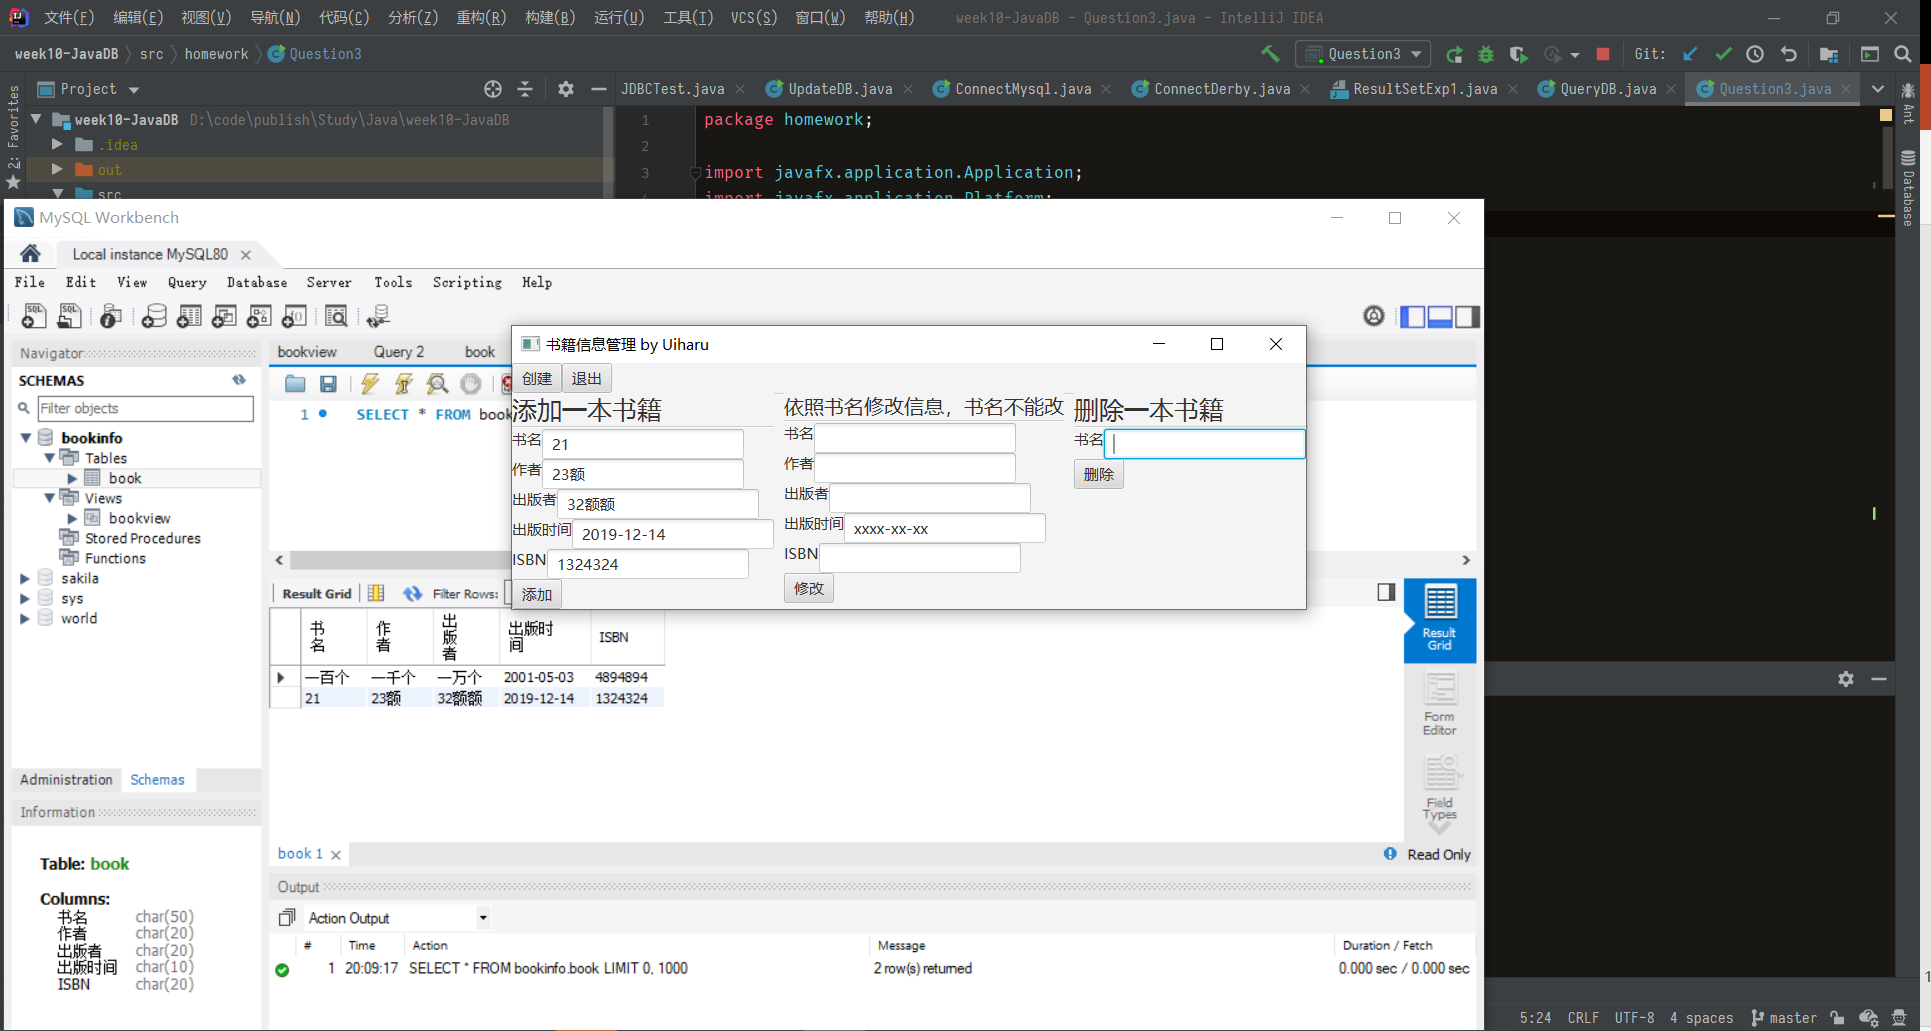 文件(F) 编辑(E) 视图(V) 导航(N) 代码(C) 分析(Z) 重构(R) 构建(B) 运行(U) 工具(T) VCS(S) 窗口(W) 帮助(H) week10-JavaDB - Question3.java - IntelliJ IDEA
week10-JavaDB src homework Question3 Question3 Git:
Project JDBCTest.java UpdateDB.java ConnectMysql.java ConnectDerby.java ResultSetExp1.java QueryDB.java Question3.java
2: Favorites
Ant
Database
week10-JavaDB D:\code\publish\Study\Java\week10-JavaDB
.idea
out
src
1 package homework;
2
3 import javafx.application.Application;
import javafx.application.Platform;
MySQL Workbench
Local instance MySQL80
File Edit View Query Database Server Tools Scripting Help
Navigator
SCHEMAS
Filter objects
bookinfo
Tables
book
Views
bookview
Stored Procedures
Functions
sakila
sys
world
Administration Schemas
Information
Table: book
Columns:
书名 char(50)
作者 char(20)
出版者 char(20)
出版时间 char(10)
ISBN char(20)
bookview Query 2 book
1 SELECT * FROM book
书籍信息管理 by Uiharu
创建 退出
添加一本书籍
书名 21
作者 23额
出版者 32额额
出版时间 2019-12-14
ISBN 1324324
添加
依照书名修改信息，书名不能改
书名
作者
出版者
出版时间 xxxx-xx-xx
ISBN
修改
删除一本书籍
书名
删除
Result Grid Filter Rows:
书名 作者 出版者 出版时间 ISBN
一百个 一千个 一万个 2001-05-03 4894894
21 23额 32额额 2019-12-14 1324324
Result Grid
Form Editor
Field Types
book 1 Read Only
Output
Action Output
# Time Action Message Duration / Fetch
1 20:09:17 SELECT * FROM bookinfo.book LIMIT 0, 1000 2 row(s) returned 0.000 sec / 0.000 sec
5:24 CRLF UTF-8 4 spaces master